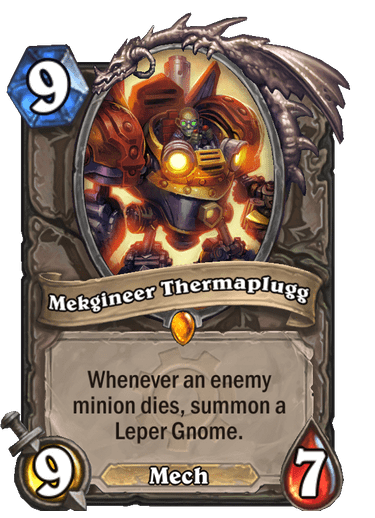 9
Mekgineer Thermaplugg
Whenever an enemy
minion dies, summon a
Leper Gnome.
9
Mech
7